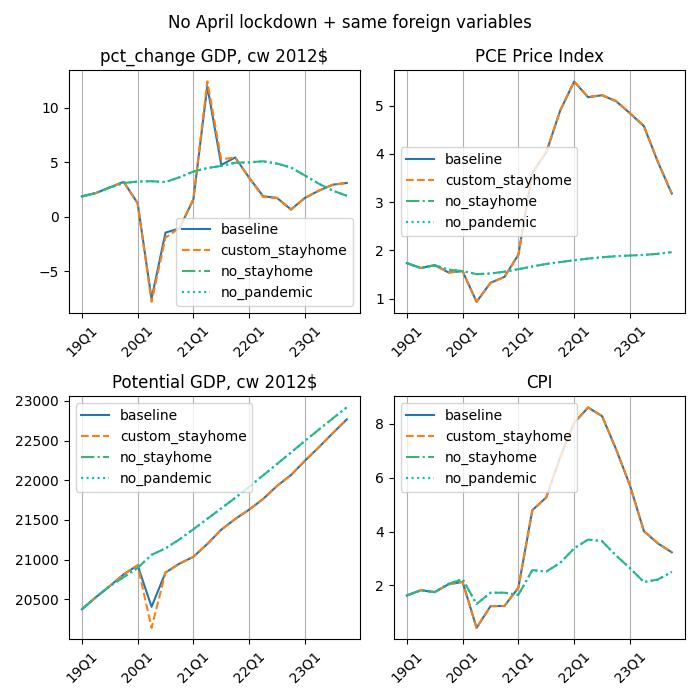 No April lockdown + same foreign variables
pct_change GDP, cw 2012$
10
5
0
−5
baseline
custom_stayhome
no_stayhome
no_pandemic
19Q1
20Q1
21Q1
22Q1
23Q1
PCE Price Index
5
4
3
2
1
baseline
custom_stayhome
no_stayhome
no_pandemic
19Q1
20Q1
21Q1
22Q1
23Q1
Potential GDP, cw 2012$
23000
22500
22000
21500
21000
20500
baseline
custom_stayhome
no_stayhome
no_pandemic
19Q1
20Q1
21Q1
22Q1
23Q1
CPI
8
6
4
2
baseline
custom_stayhome
no_stayhome
no_pandemic
19Q1
20Q1
21Q1
22Q1
23Q1